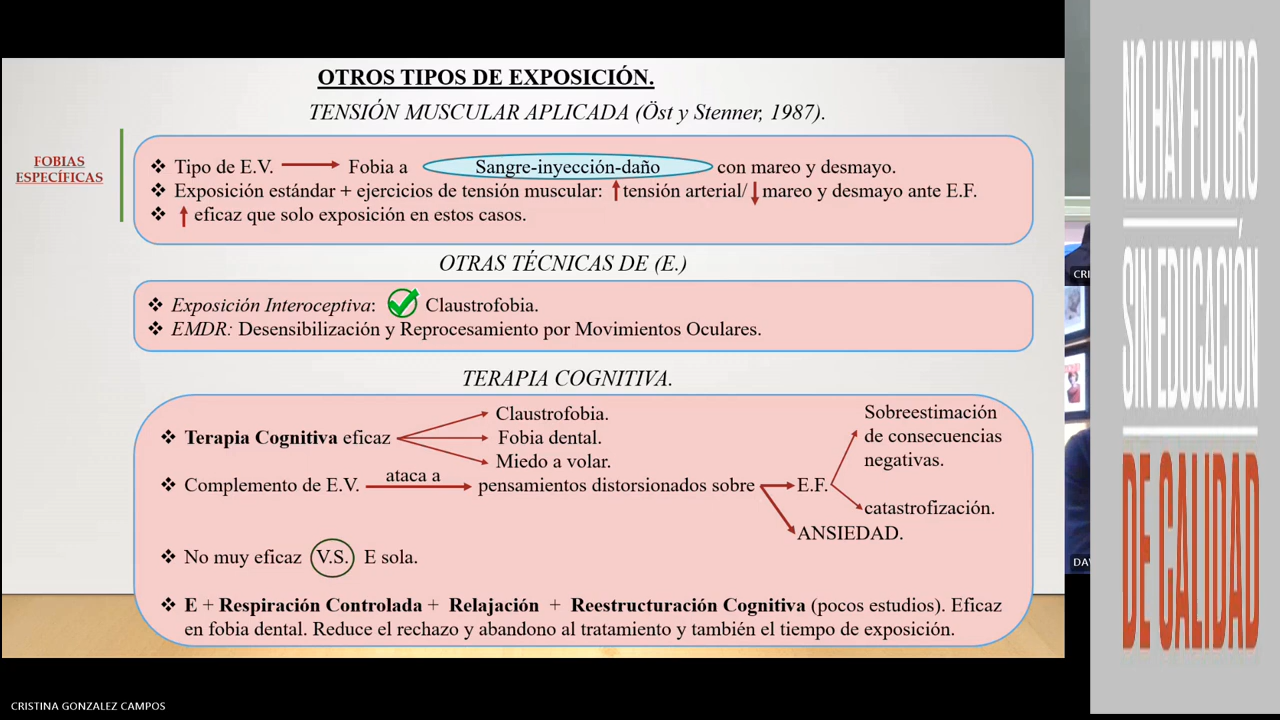 OTROS TIPOS DE EXPOSICIÓN.
TENSIÓN MUSCULAR APLICADA (Öst y Stenner, 1987).
FOBIAS
ESPECÍFICAS
❖ Tipo de E.V. → Fobia a Sangre-inyección-daño con mareo y desmayo.
❖ Exposición estándar + ejercicios de tensión muscular: ↑ tensión arterial/ ↓ mareo y desmayo ante E.F.
❖ ↑ eficaz que solo exposición en estos casos.
OTRAS TÉCNICAS DE (E.)
❖ Exposición Interoceptiva: ✓ Claustrofobia.
❖ EMDR: Desensibilización y Reprocesamiento por Movimientos Oculares.
TERAPIA COGNITIVA.
❖ Terapia Cognitiva eficaz
Claustrofobia.
Fobia dental.
Miedo a volar.
❖ Complemento de E.V. ataca a pensamientos distorsionados sobre E.F.
ANSIEDAD.
Sobreestimación
de consecuencias
negativas.
catastrofización.
❖ No muy eficaz V.S. E sola.
❖ E + Respiración Controlada + Relajación + Reestructuración Cognitiva (pocos estudios). Eficaz
en fobia dental. Reduce el rechazo y abandono al tratamiento y también el tiempo de exposición.
CRISTINA GONZALEZ CAMPOS
CRI
DA
NO HAY FUTURO
SIN EDUCACIÓN
DE CALIDAD